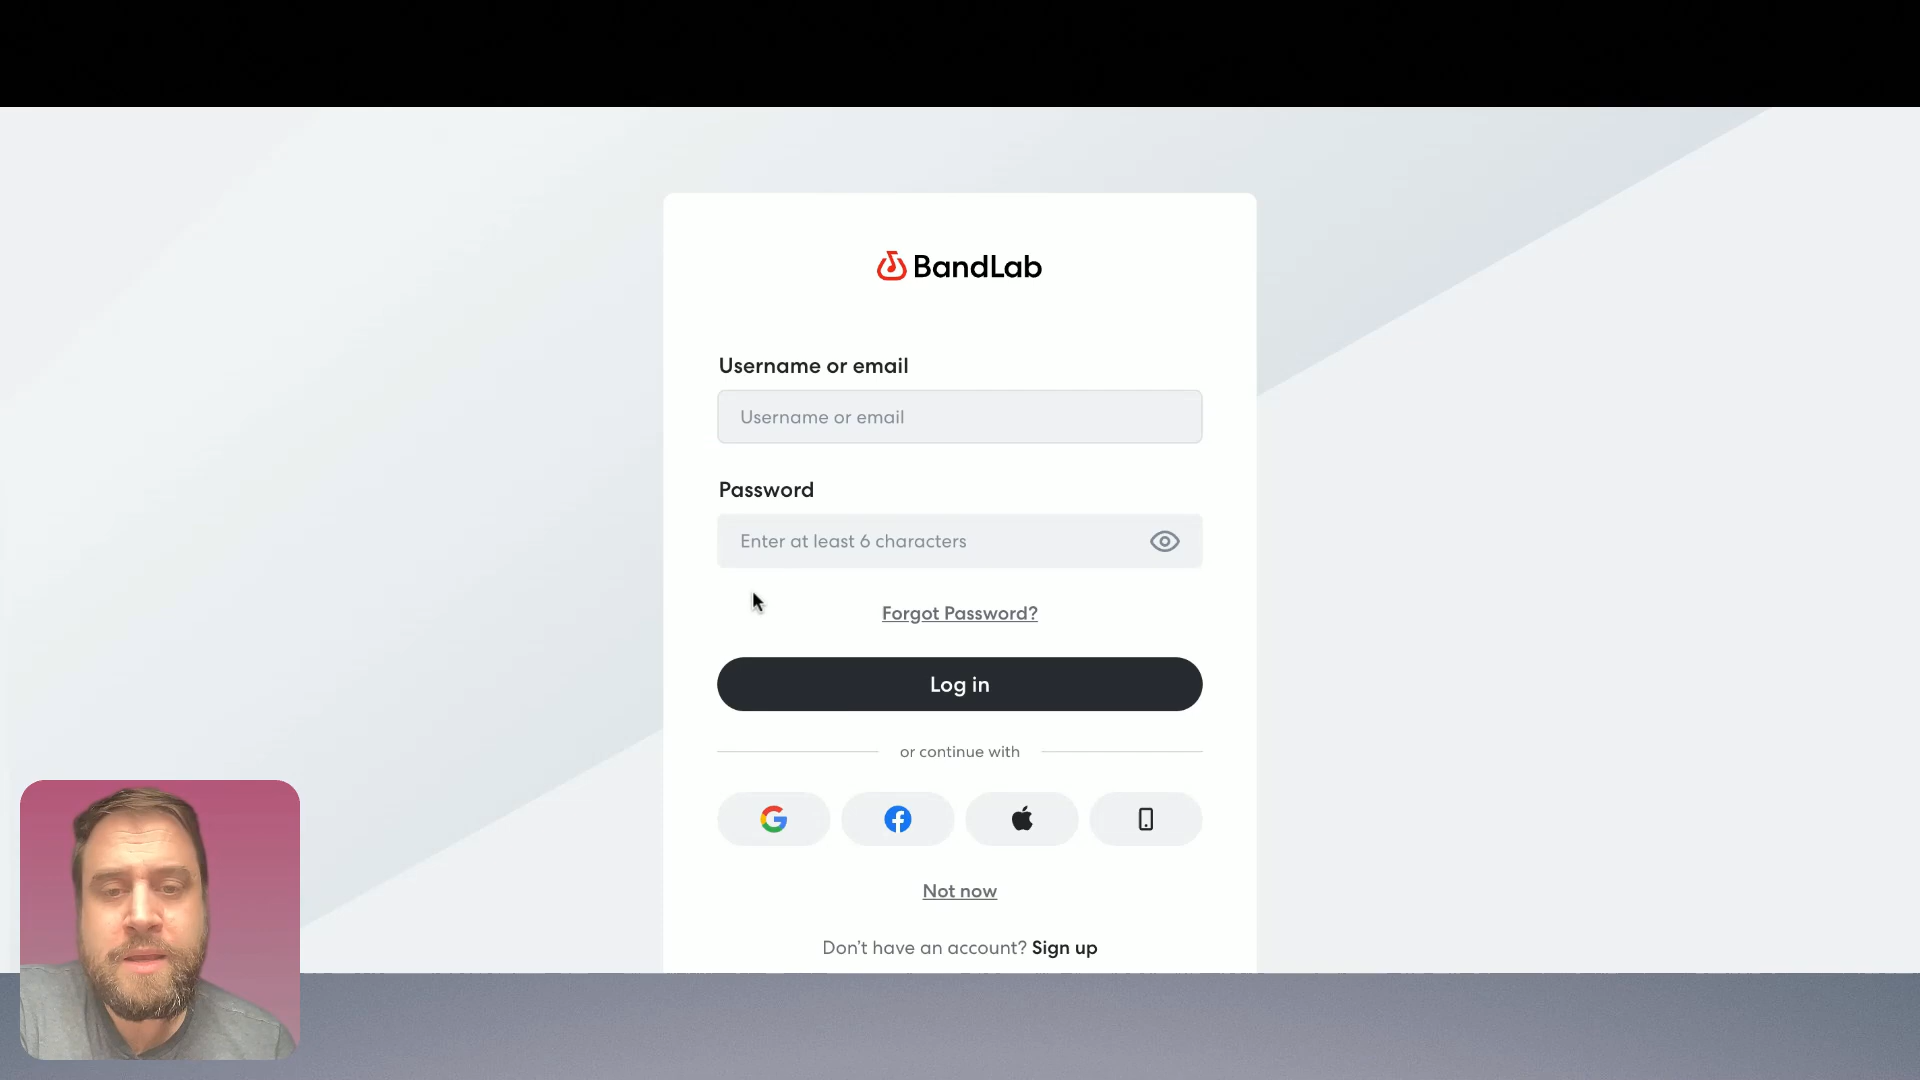 BandLab
Username or email
Username or email
Password
Enter at least 6 characters
Forgot Password?
Log in
or continue with
Not now
Don't have an account? Sign up